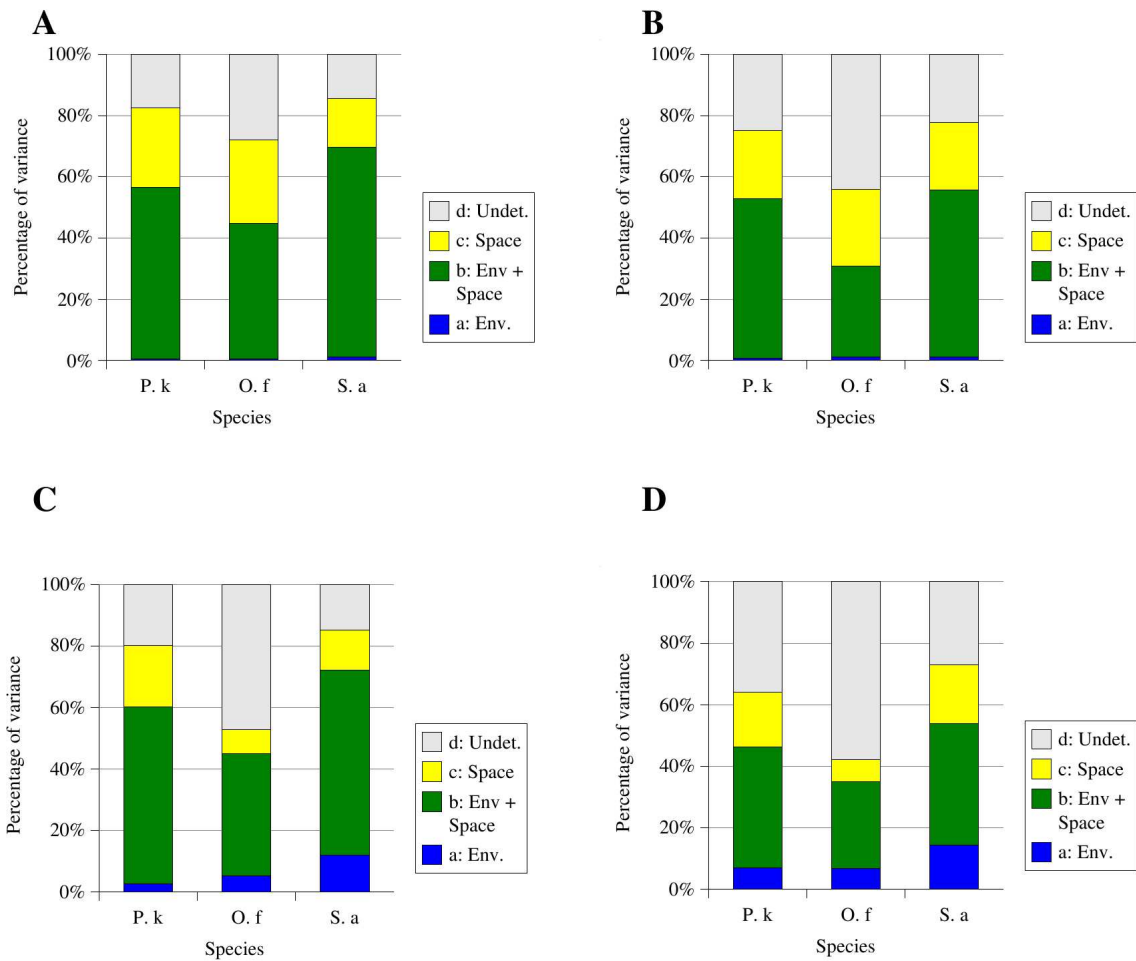 A
100%
80%
60%
40%
20%
0%
Percentage of variance
P. k
O. f
S. a
Species
d: Undet.
c: Space
b: Env +
Space
a: Env.
B
100%
80%
60%
40%
20%
0%
Percentage of variance
P. k
O. f
S. a
Species
d: Undet.
c: Space
b: Env +
Space
a: Env.
C
100%
80%
60%
40%
20%
0%
Percentage of variance
P. k
O. f
S. a
Species
d: Undet.
c: Space
b: Env +
Space
a: Env.
D
100%
80%
60%
40%
20%
0%
Percentage of variance
P. k
O. f
S. a
Species
d: Undet.
c: Space
b: Env +
Space
a: Env.